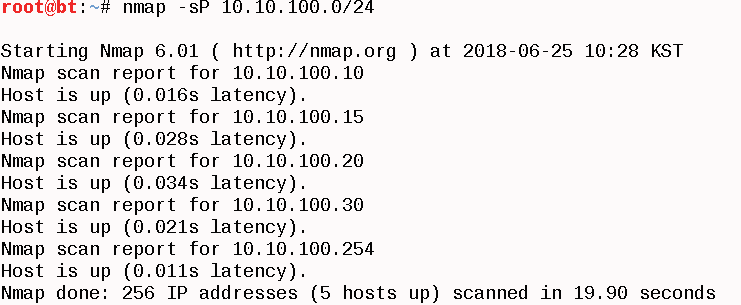 root@bt:~# nmap -sP 10.10.100.0/24
Starting Nmap 6.01 ( http://nmap.org ) at 2018-06-25 10:28 KST
Nmap scan report for 10.10.100.10
Host is up (0.016s latency).
Nmap scan report for 10.10.100.15
Host is up (0.028s latency).
Nmap scan report for 10.10.100.20
Host is up (0.034s latency).
Nmap scan report for 10.10.100.30
Host is up (0.021s latency).
Nmap scan report for 10.10.100.254
Host is up (0.011s latency).
Nmap done: 256 IP addresses (5 hosts up) scanned in 19.90 seconds